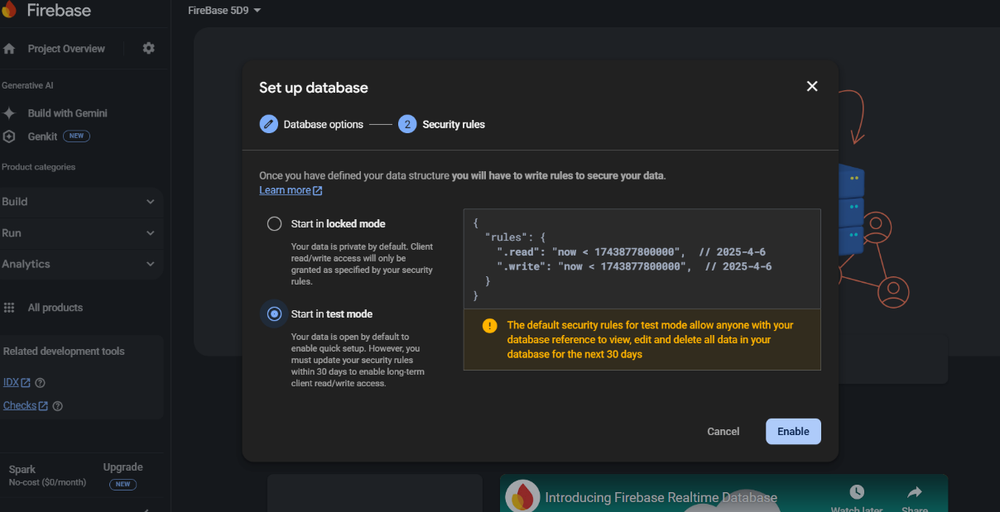 Firebase
FireBase 5D9
Project Overview
Generative AI
Build with Gemini
Genkit NEW
Product categories
Build
Run
Analytics
All products
Related development tools
IDX
Checks
Spark
No-cost ($0/month)
Upgrade
NEW
Set up database
Database options
2 Security rules
Once you have defined your data structure you will have to write rules to secure your data.
Learn more
Start in locked mode
Your data is private by default. Client
read/write access will only be
granted as specified by your security
rules.
Start in test mode
Your data is open by default to
enable quick setup. However, you
must update your security rules
within 30 days to enable long-term
client read/write access.
{
"rules": {
".read": "now < 1743877800000", // 2025-4-6
".write": "now < 1743877800000", // 2025-4-6
}
}
The default security rules for test mode allow anyone with your
database reference to view, edit and delete all data in your
database for the next 30 days
Cancel
Enable
Introducing Firebase Realtime Database
Watch later
Share